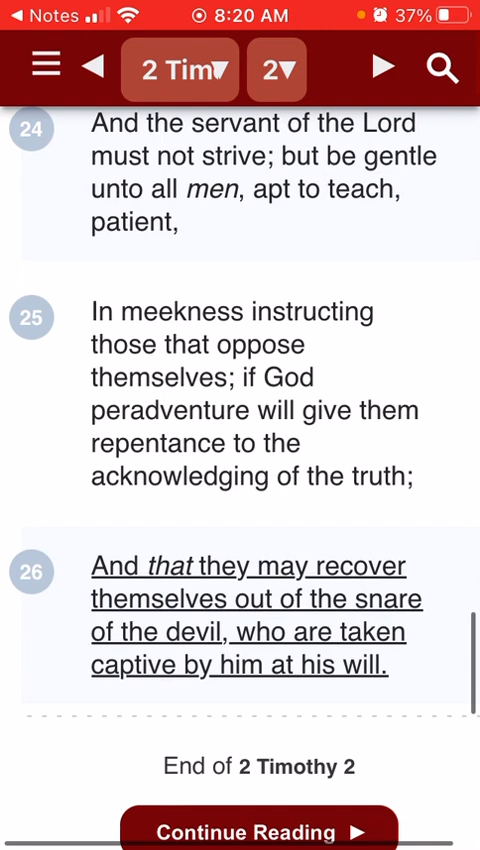 Notes 8:20 AM 37%
2 Tim 2
24 And the servant of the Lord
must not strive; but be gentle
unto all men, apt to teach,
patient,
25 In meekness instructing
those that oppose
themselves; if God
peradventure will give them
repentance to the
acknowledging of the truth;
26 And that they may recover
themselves out of the snare
of the devil, who are taken
captive by him at his will.
End of 2 Timothy 2
Continue Reading